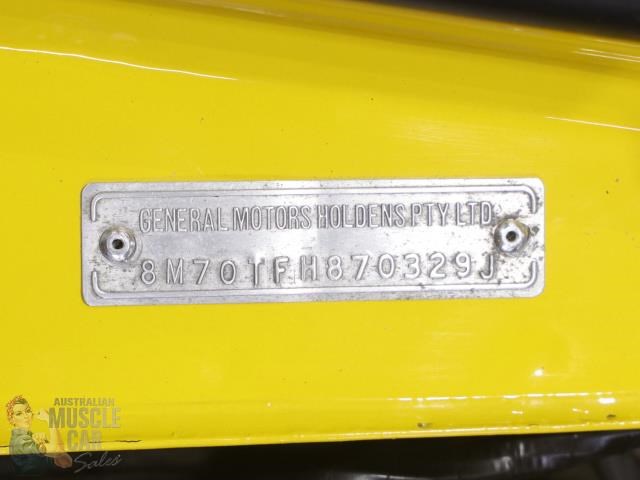 GENERAL MOTORS HOLDENS PTY LTD
8M70TFH870329J
AUSTRALIAN
MUSCLE
CAR
Sales